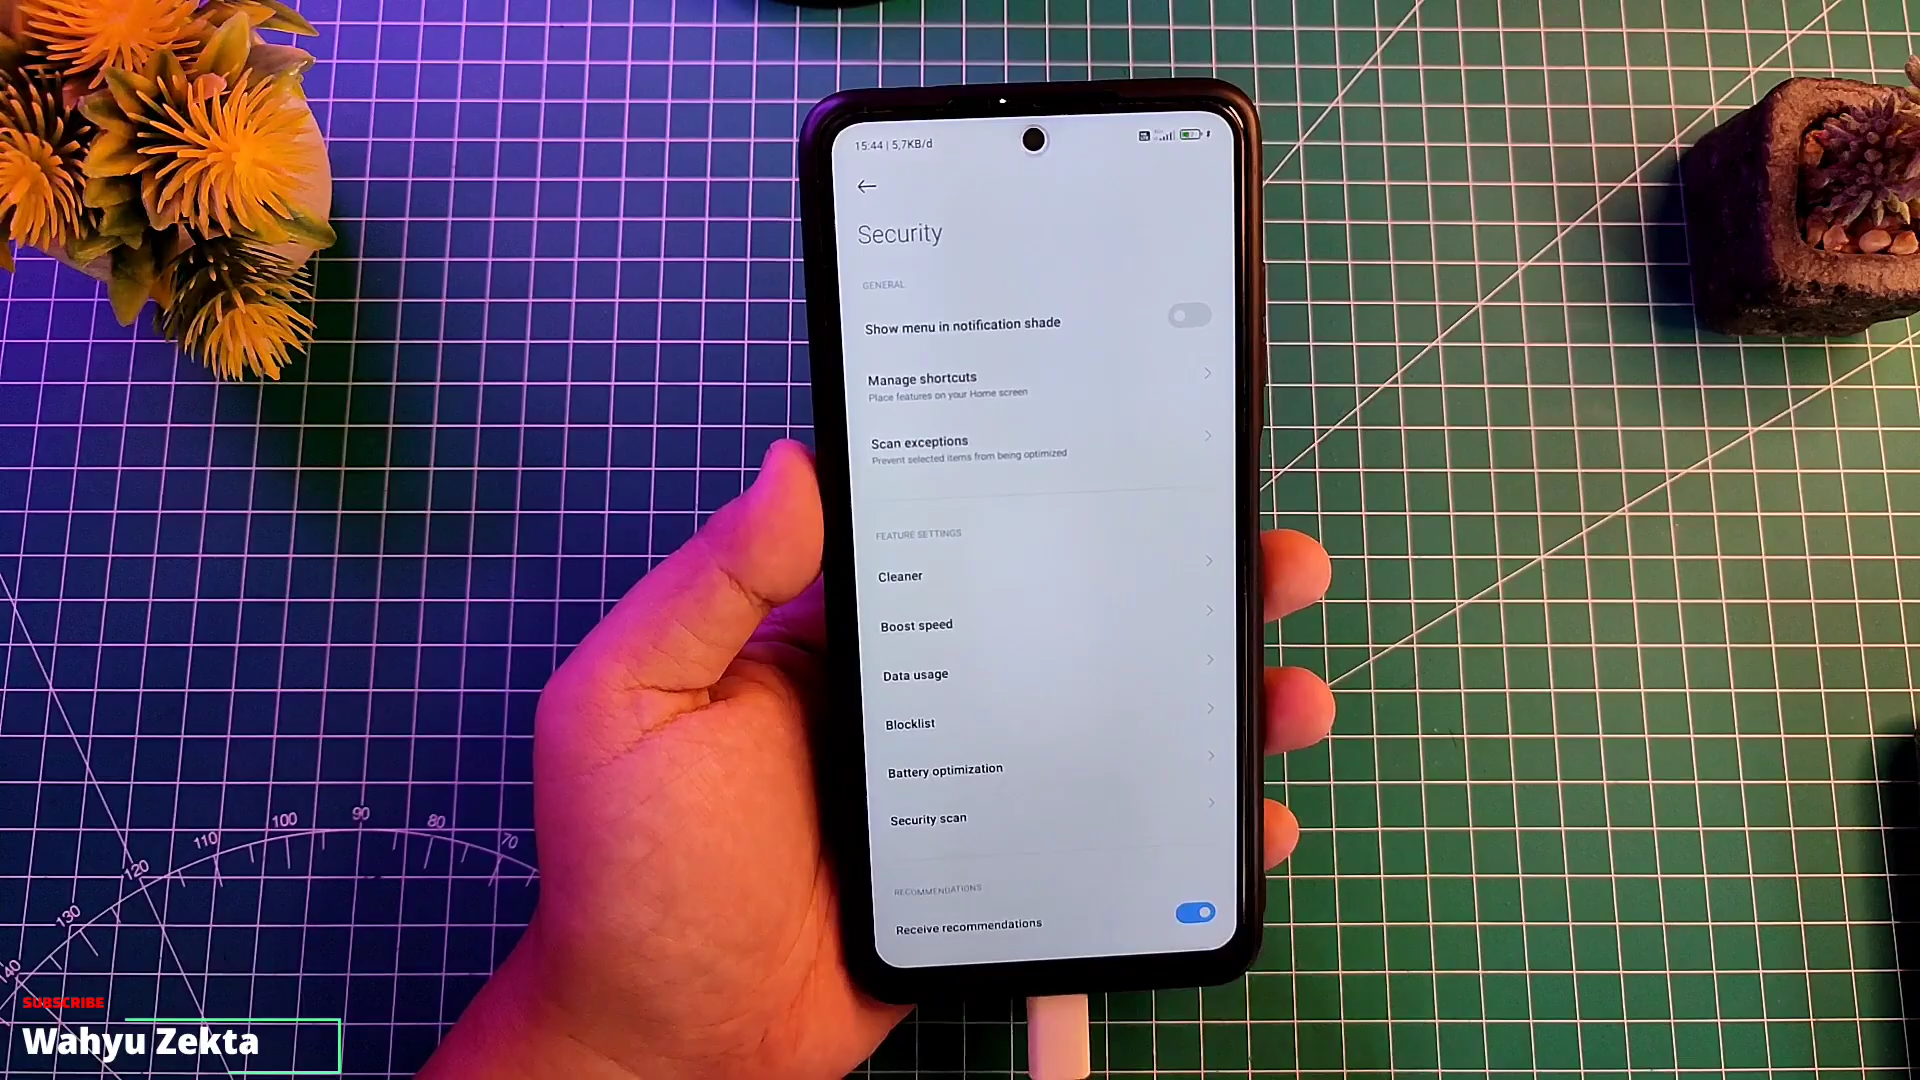 15:44 | 5,7KB/d
Security
GENERAL
Show menu in notification shade
Manage shortcuts
Place features on your Home screen
Scan exceptions
Prevent selected items from being optimized
FEATURE SETTINGS
Cleaner
Boost speed
Data usage
Blocklist
Battery optimization
Security scan
RECOMMENDATIONS
Receive recommendations
140
130
120
110
100
90
80
70
SUBSCRIBE
Wahyu Zekta